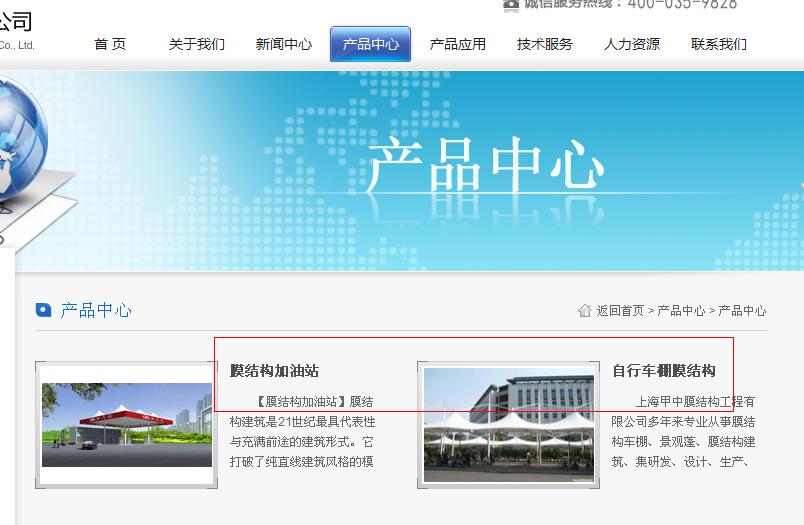 公司
Co., Ltd.
诚信服务热线：400-035-9828
首 页 关于我们 新闻中心 产品中心 产品应用 技术服务 人力资源 联系我们
产品中心
产品中心
返回首页 > 产品中心 > 产品中心
膜结构加油站
【膜结构加油站】膜结
构建筑是21世纪最具代表性
与充满前途的建筑形式。它
打破了纯直线建筑风格的模
自行车棚膜结构
上海甲中膜结构工程有
限公司多年来专业从事膜结
构车棚、景观蓬、膜结构建
筑、集研发、设计、生产、